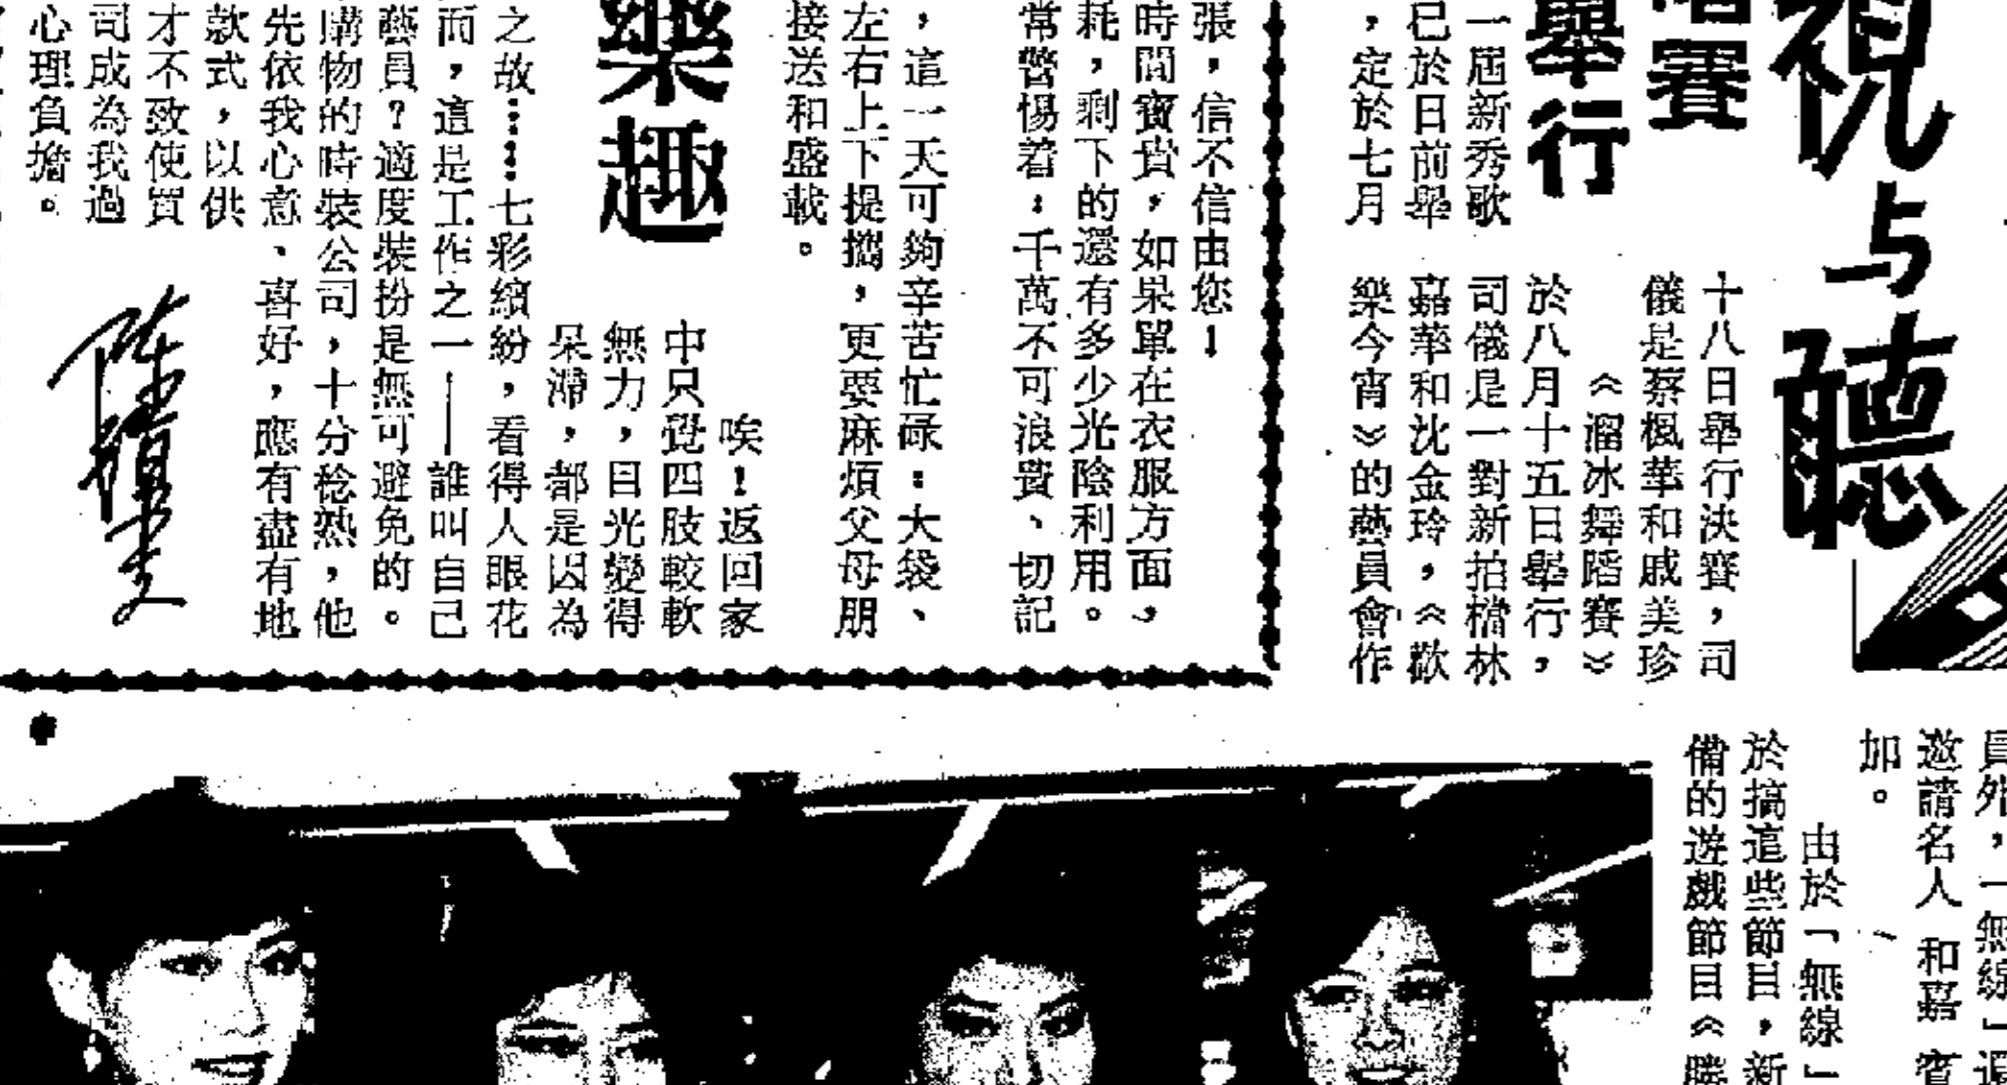 視与聽
賽
舉行
一屆新秀歌
已於日前舉
，定於七月
十八日舉行決賽，司
儀是蔡楓華和戚美珍
《溜冰舞蹈賽》
於八月十五日舉行，
司儀是一對新拍檔林
嘉華和沈金玲，《歡
樂今宵》的藝員會作
樂趣
張，信不信由您！
時間寶貴，如果單在衣服方面，
耗，剩下的還有多少光陰利用。
常警惕着：千萬不可浪費、切記
，這一天可夠辛苦忙碌：大袋、
左右上下提攜，更要麻煩父母朋
接送和盛載。
唉！返回家
中只覺四肢較軟
無力，目光變得
呆滯，都是因為
之故……七彩繽紛，看得人眼花
而，這是工作之一——誰叫自己
藝員？適度裝扮是無可避免的。
購物的時裝公司，十分稔熟，他
先依我心意、喜好，應有盡有地
款式，以供
才不致使買
司成為我過
心理負擔。
員外，「無線」還
邀請名人和嘉賓
加。
由於「無線」
於搞這些節目，新
備的遊戲節目《勝